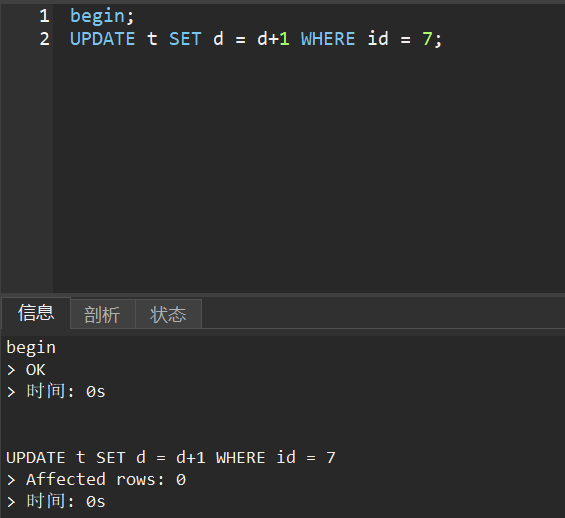 1 begin;
2 UPDATE t SET d = d+1 WHERE id = 7;
信息 剖析 状态
begin
> OK
> 时间: 0s
UPDATE t SET d = d+1 WHERE id = 7
> Affected rows: 0
> 时间: 0s